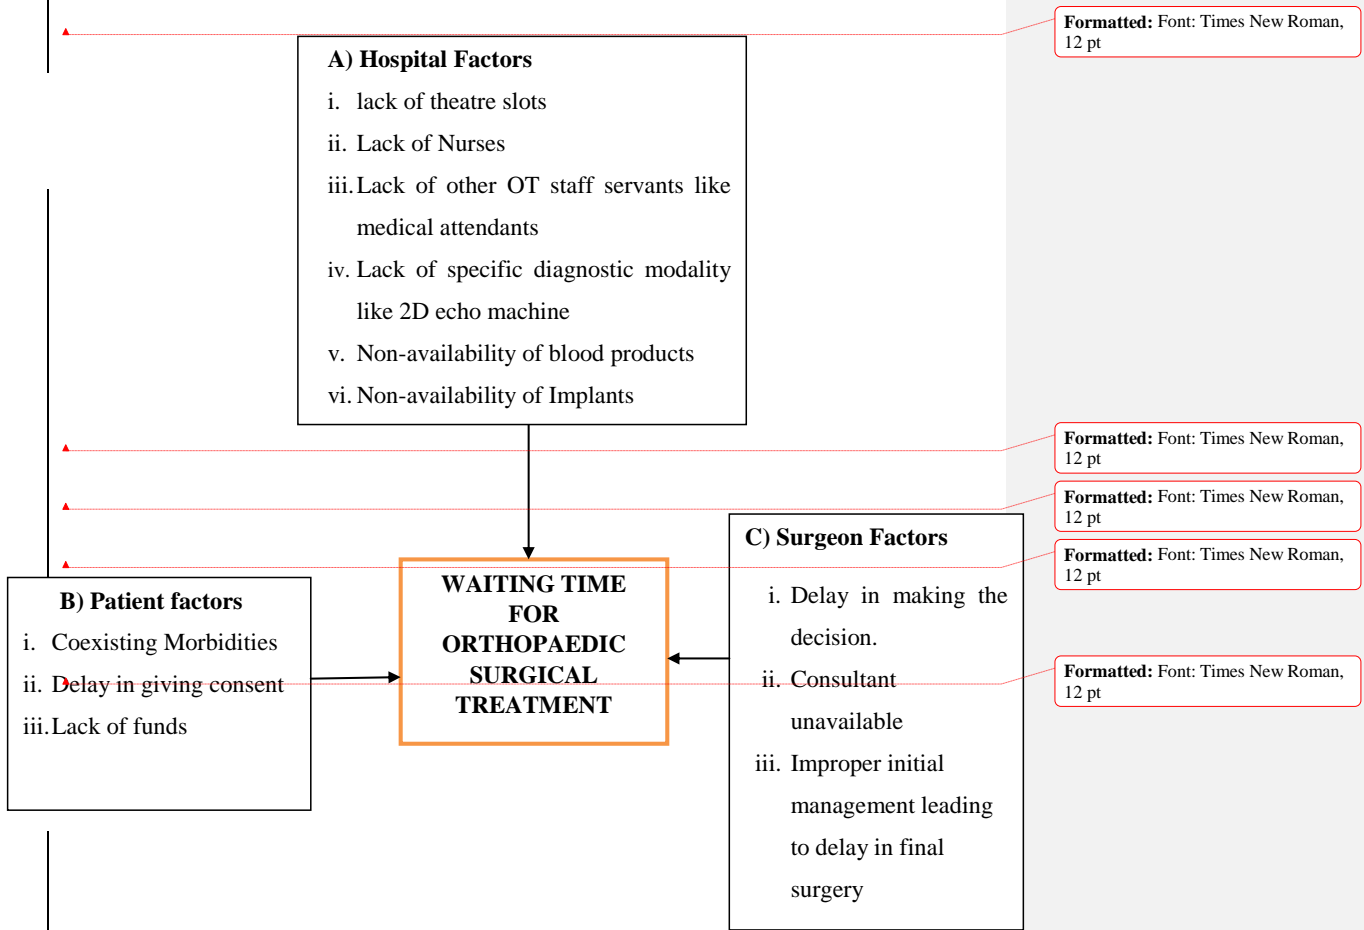 A) Hospital Factors
i. lack of theatre slots
ii. Lack of Nurses
iii. Lack of other OT staff servants like
medical attendants
iv. Lack of specific diagnostic modality
like 2D echo machine
v. Non-availability of blood products
vi. Non-availability of Implants
B) Patient factors
i. Coexisting Morbidities
ii. Delay in giving consent
iii. Lack of funds
WAITING TIME
FOR
ORTHOPAEDIC
SURGICAL
TREATMENT
C) Surgeon Factors
i. Delay in making the
decision.
ii. Consultant
unavailable
iii. Improper initial
management leading
to delay in final
surgery
Formatted: Font: Times New Roman,
12 pt
Formatted: Font: Times New Roman,
12 pt
Formatted: Font: Times New Roman,
12 pt
Formatted: Font: Times New Roman,
12 pt
Formatted: Font: Times New Roman,
12 pt